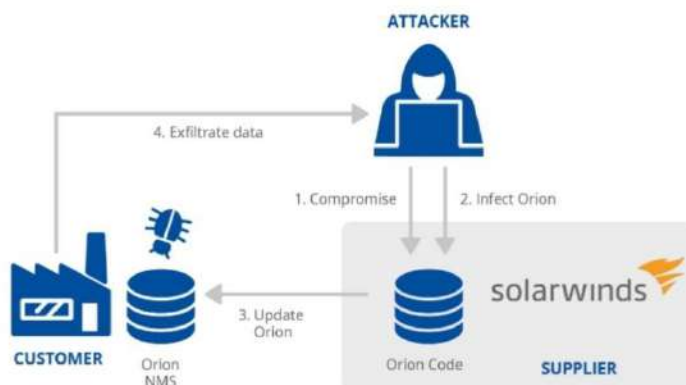 ATTACKER
4. Exfiltrate data
1. Compromise
2. Infect Orion
solarwinds
3. Update
Orion
CUSTOMER
Orion
NMS
Orion Code
SUPPLIER